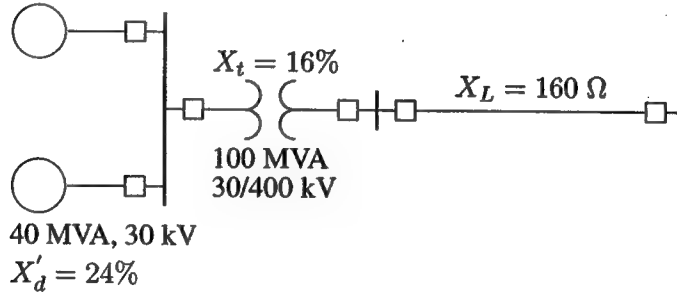 X_t = 16%
X_L = 160 Ω
100 MVA
30/400 kV
40 MVA, 30 kV
X'_d = 24%